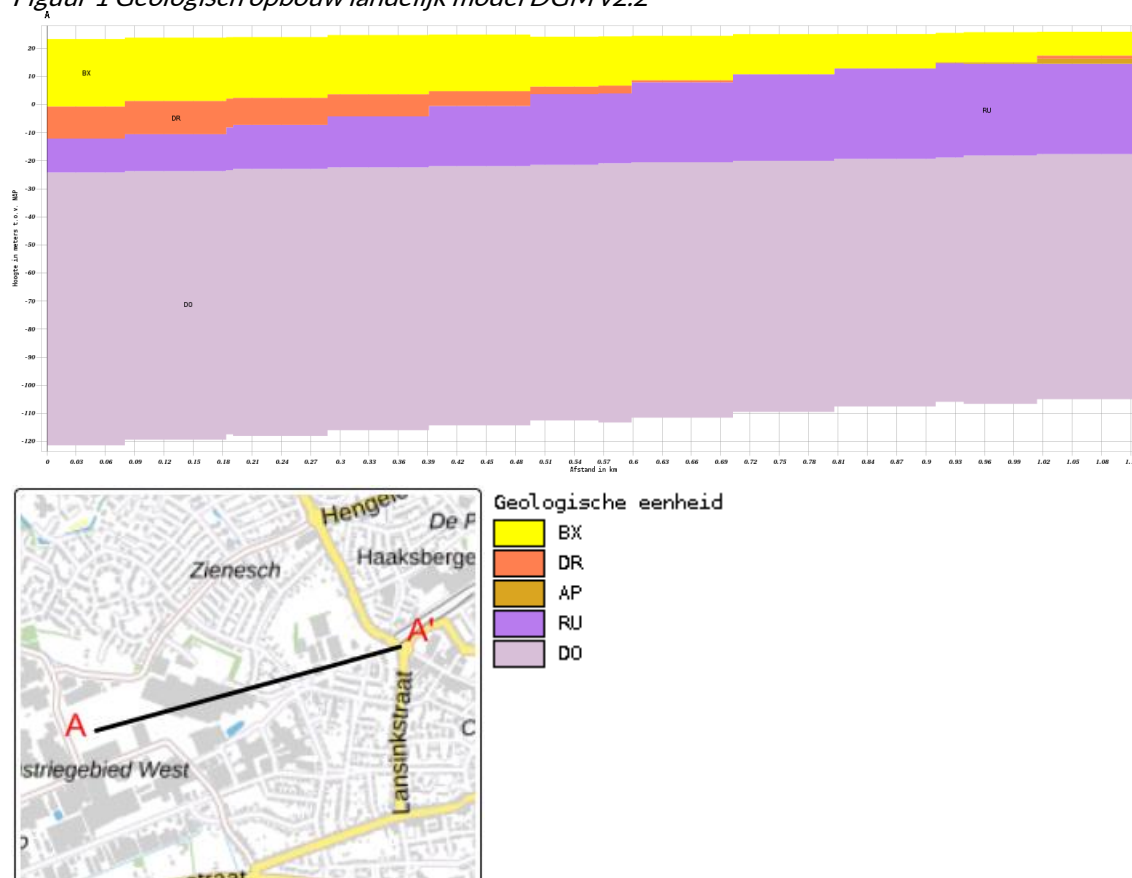 Figuur 1 Geologisch opbouw landelijk model DGM v2.2
A
20
10
0
-10
-20
-30
-40
-50
-60
-70
-80
-90
-100
-110
-120
Hoogte in meters t.o.v. NAP
BX
DR
RU
DO
0 0.03 0.06 0.09 0.12 0.15 0.18 0.21 0.24 0.27 0.3 0.33 0.36 0.39 0.42 0.45 0.48 0.51 0.54 0.57 0.6 0.63 0.66 0.69 0.72 0.75 0.78 0.81 0.84 0.87 0.9 0.93 0.96 0.99 1.02 1.05 1.08 1.
Afstand in km
Hengelo
De P
Haaksberge
Zienesch
A'
A
Lansinkstraat
C
striegebied West
straat
Geologische eenheid
BX
DR
AP
RU
DO